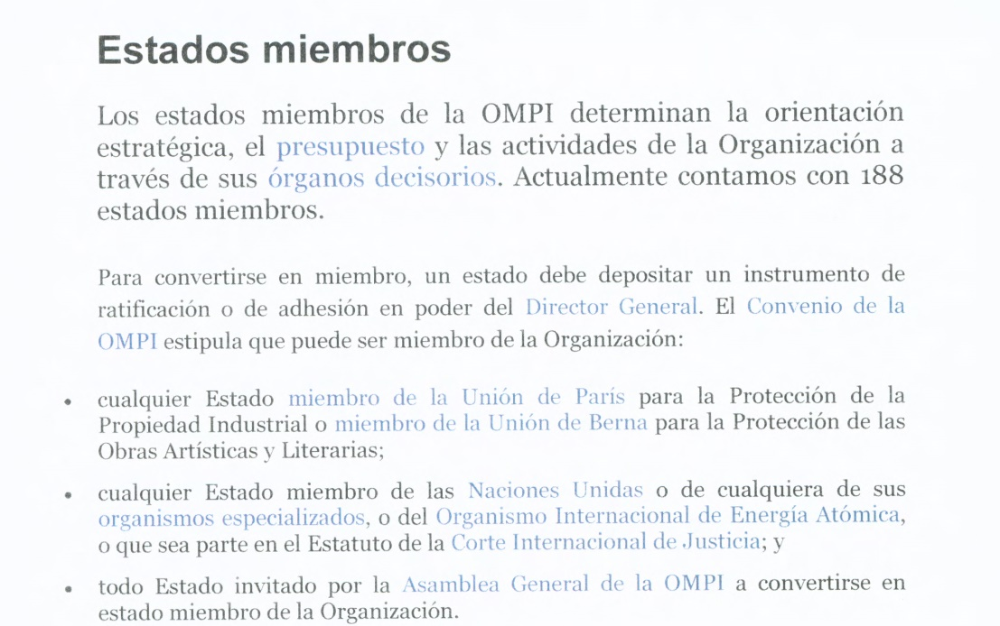 Estados miembros
Los estados miembros de la OMPI determinan la orientación
estratégica, el presupuesto y las actividades de la Organización a
través de sus órganos decisorios. Actualmente contamos con 188
estados miembros.
Para convertirse en miembro, un estado debe depositar un instrumento de
ratificación o de adhesión en poder del Director General. El Convenio de la
OMPI estipula que puede ser miembro de la Organización:
• cualquier Estado miembro de la Unión de París para la Protección de la
Propiedad Industrial o miembro de la Unión de Berna para la Protección de las
Obras Artísticas y Literarias;
• cualquier Estado miembro de las Naciones Unidas o de cualquiera de sus
organismos especializados, o del Organismo Internacional de Energía Atómica,
o que sea parte en el Estatuto de la Corte Internacional de Justicia; y
• todo Estado invitado por la Asamblea General de la OMPI a convertirse en
estado miembro de la Organización.